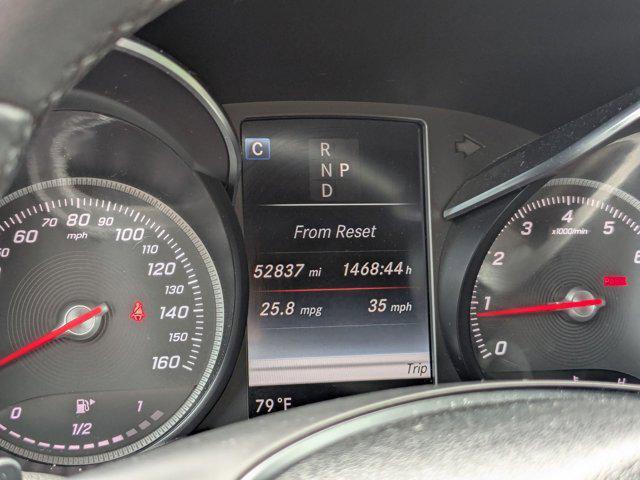 C
R
N P
D
From Reset
52837 mi 1468:44 h
25.8 mpg 35 mph
Trip
79 °F
60 70 80 90 100 110 120 130 140 150 160
mph
0 1/2 1
0 1 2 3 4 5 6
x1000/min
H